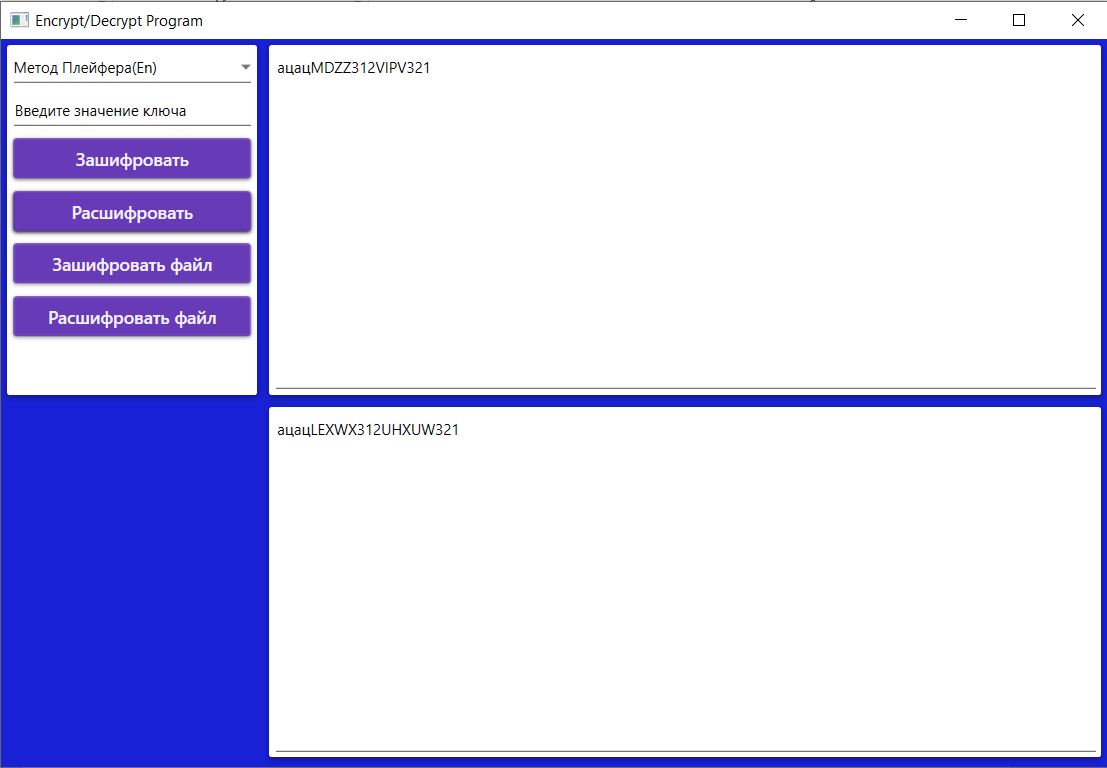 Encrypt/Decrypt Program
Метод Плейфера(En)
Введите значение ключа
Зашифровать
Расшифровать
Зашифровать файл
Расшифровать файл
ацацMDZZ312VIPV321
ацацLEXWX312UHXUW321